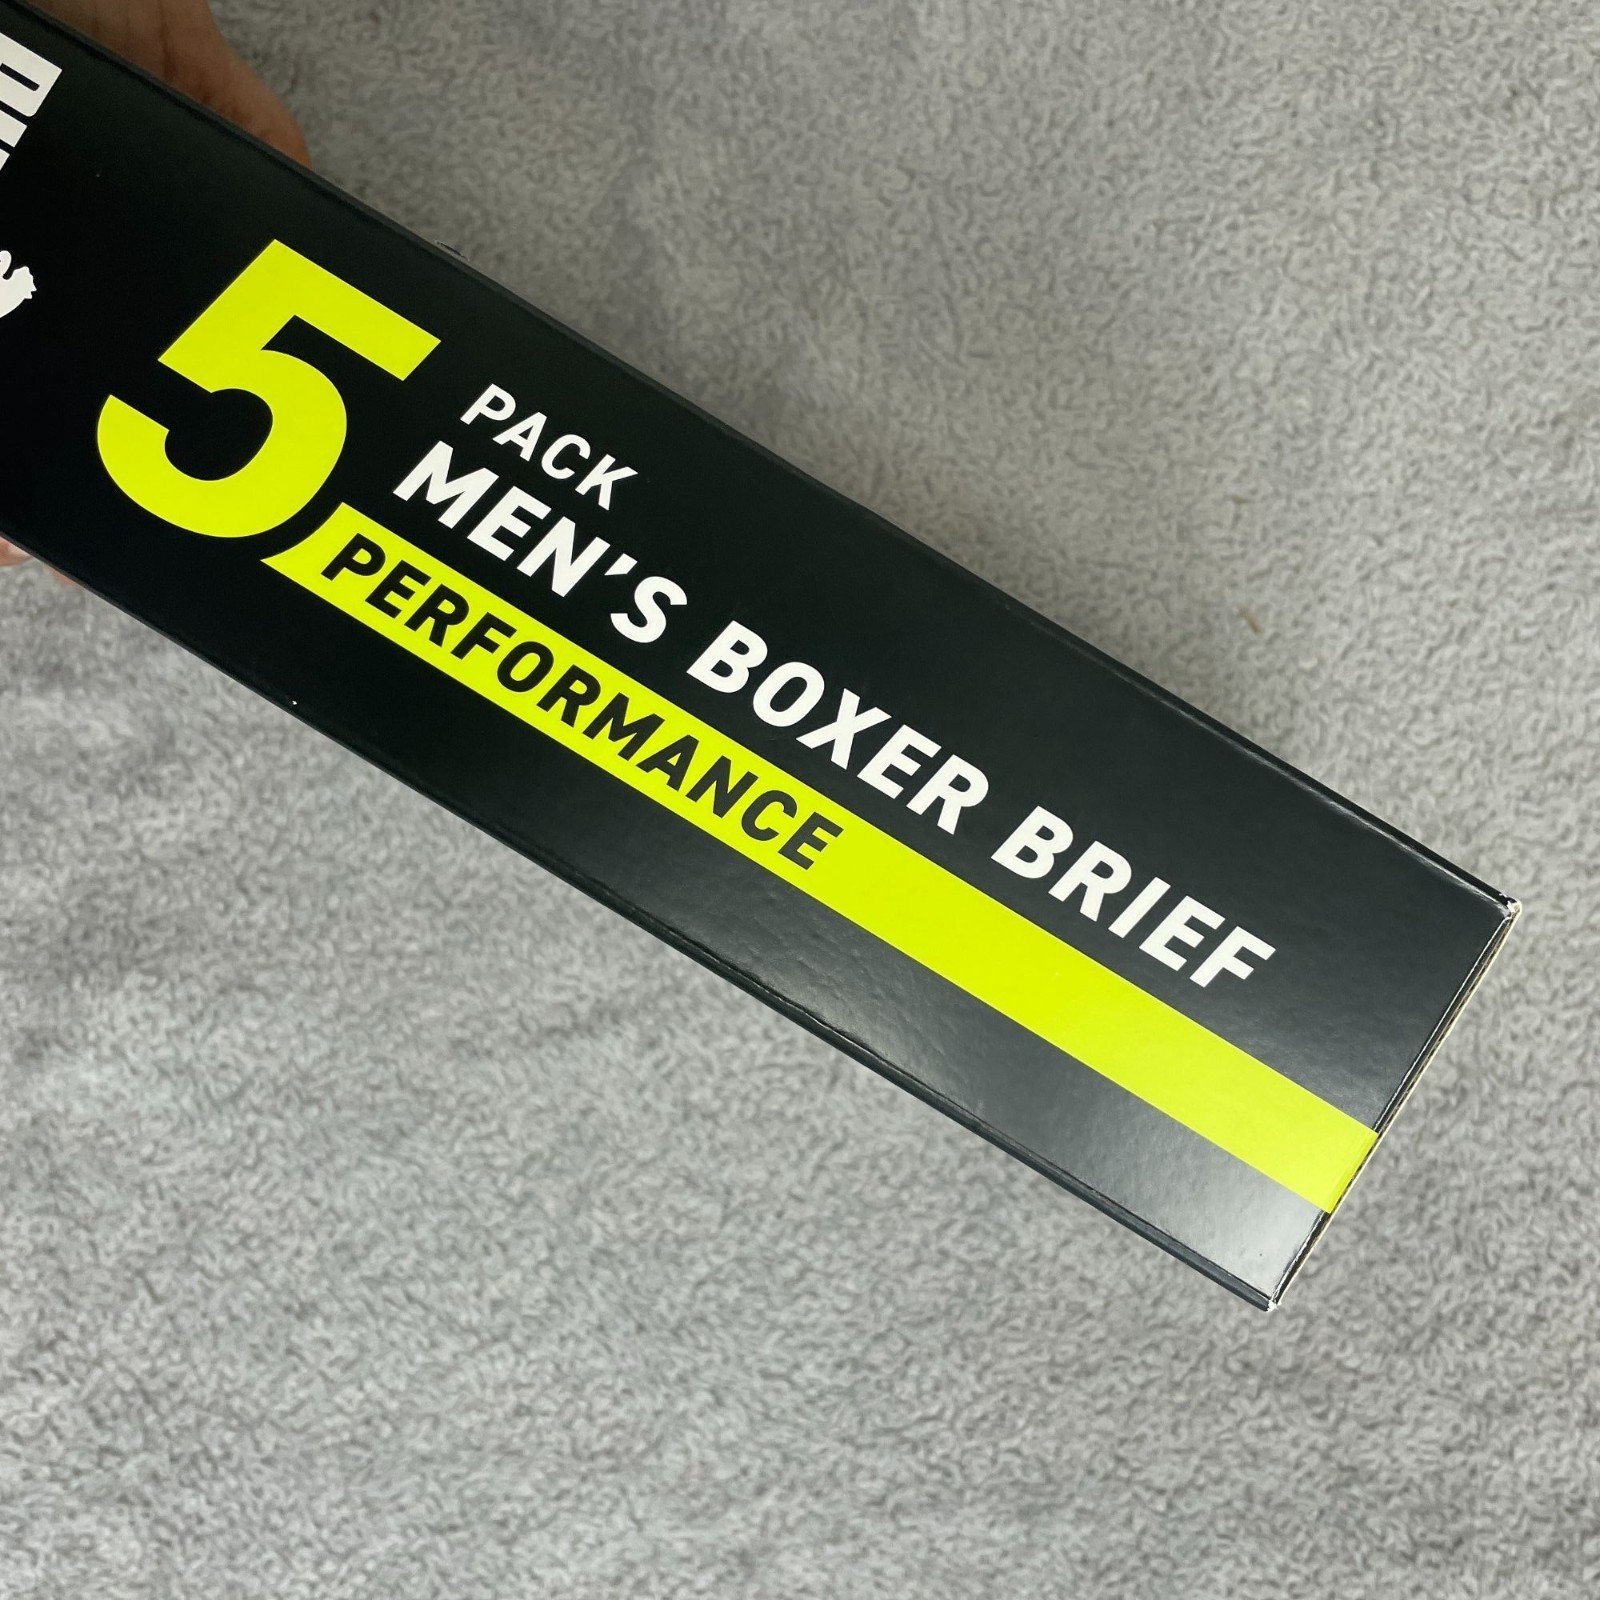 5
PACK
MEN'S BOXER BRIEF
PERFORMANCE